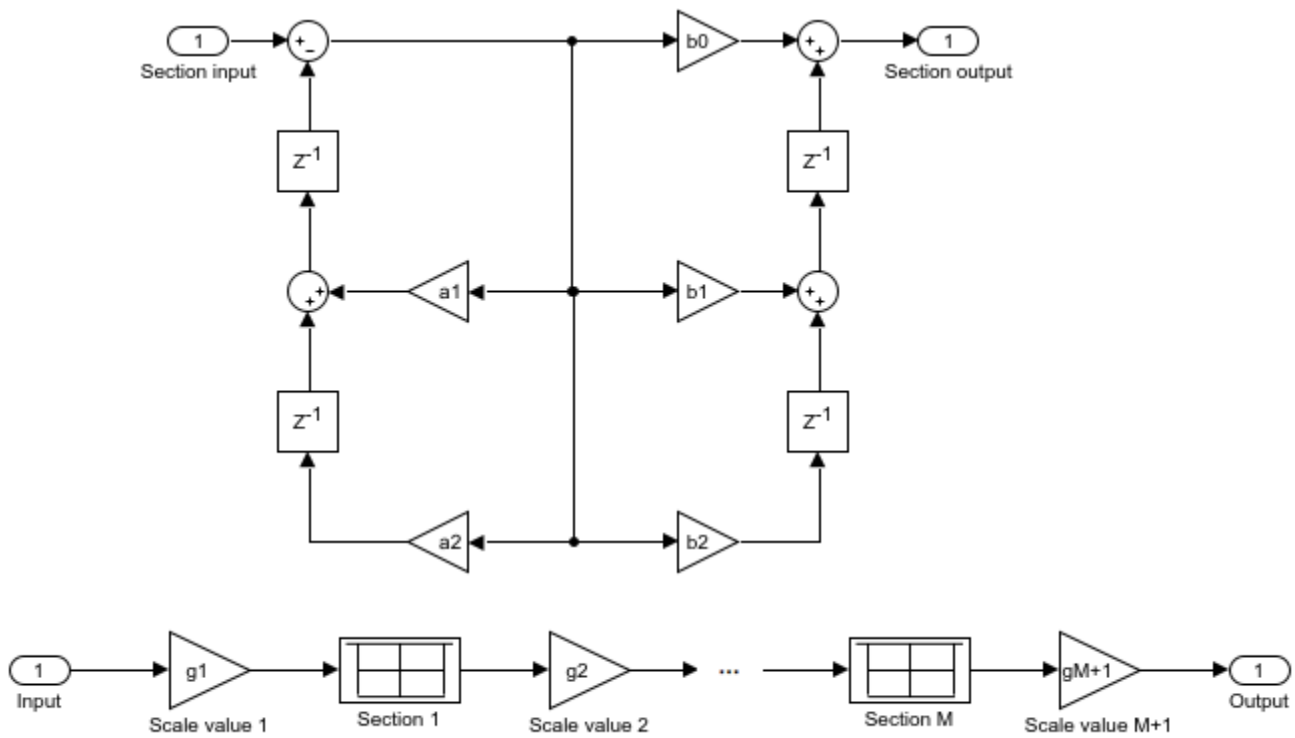 1
+
−
b0
+
+
1
Section input
Section output
Z⁻¹
Z⁻¹
+
+
a1
b1
+
+
Z⁻¹
Z⁻¹
a2
b2
1
g1
g2
...
gM+1
1
Input
Scale value 1
Section 1
Scale value 2
Section M
Scale value M+1
Output